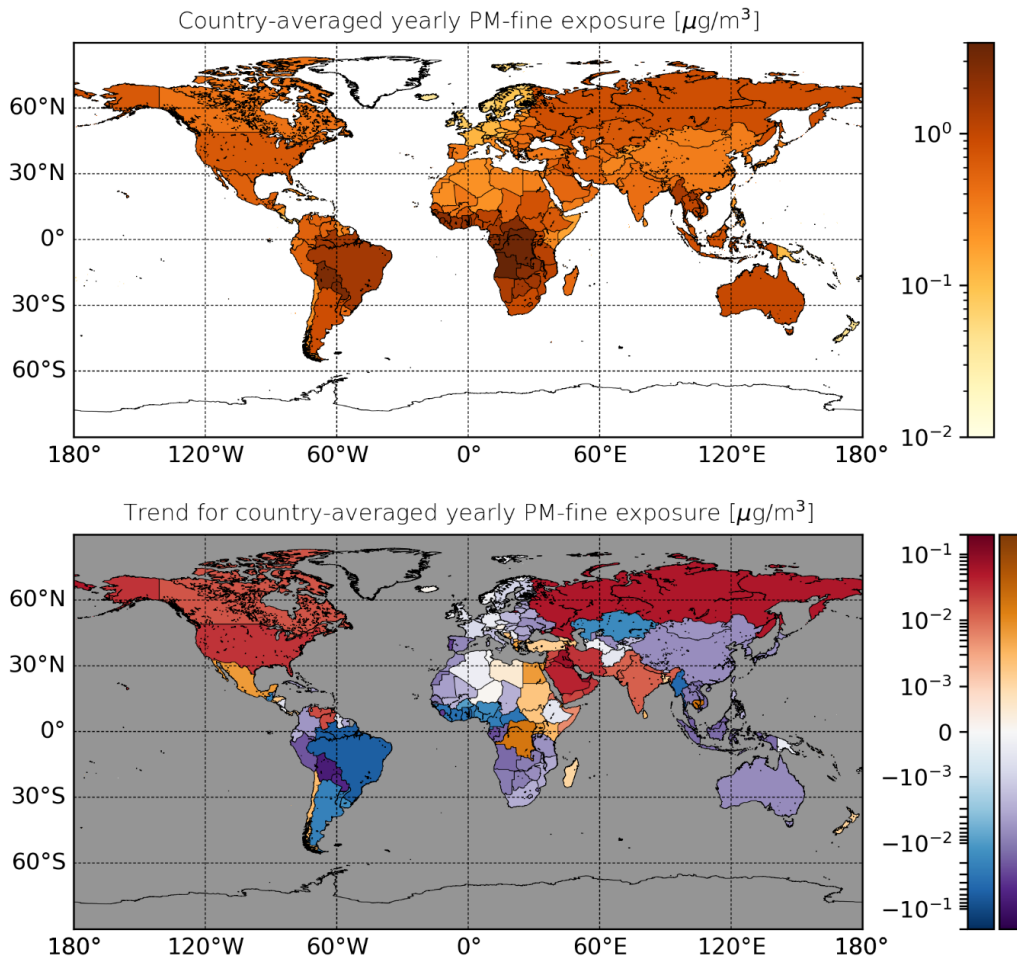 Country-averaged yearly PM-fine exposure [μg/m³]
60°N
30°N
0°
30°S
60°S
180° 120°W 60°W 0° 60°E 120°E 180°
10⁰
10⁻¹
10⁻²
Trend for country-averaged yearly PM-fine exposure [μg/m³]
60°N
30°N
0°
30°S
60°S
180° 120°W 60°W 0° 60°E 120°E 180°
10⁻¹
10⁻²
10⁻³
0
−10⁻³
−10⁻²
−10⁻¹